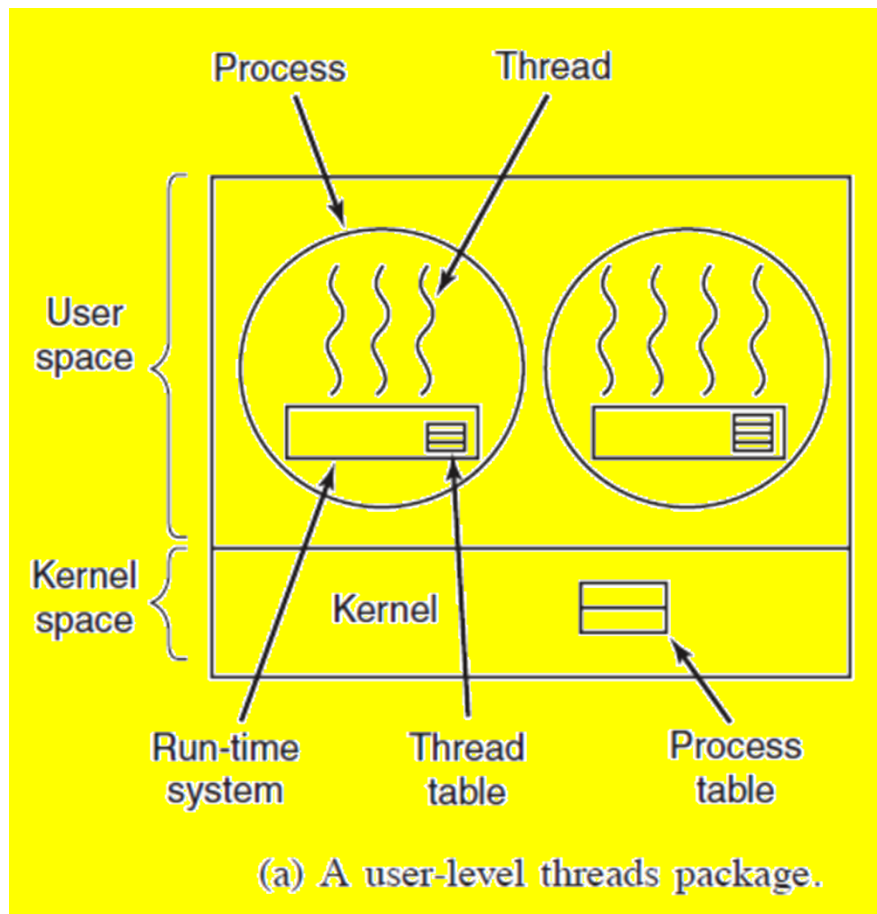 Process
Thread
User
space
Kernel
space
Kernel
Run-time
system
Thread
table
Process
table
(a) A user-level threads package.